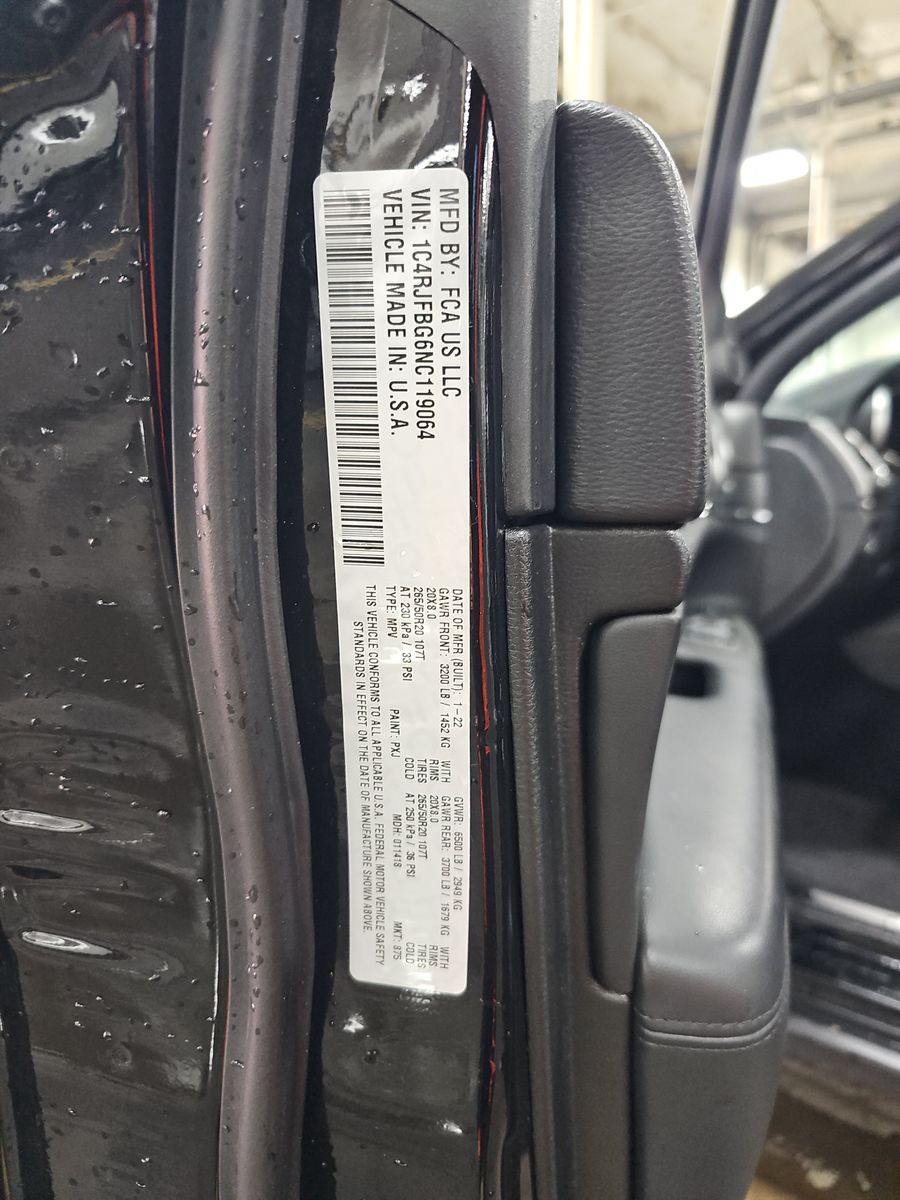 MFD BY: FCA US LLC
VIN: 1C4RJFBG6NC119064
VEHICLE MADE IN: U.S.A.
DATE OF MFR (BUILT): 1-22 GVWR: 6500 LB / 2949 KG
GAWR FRONT: 3200 LB / 1452 KG WITH GAWR REAR: 3700 LB / 1679 KG WITH
20X8.0 RIMS 20X8.0 RIMS
265/50R20 107T TIRES 265/50R20 107T TIRES
AT 230 kPa / 33 PSI COLD AT 250 kPa / 36 PSI COLD
TYPE: MPV PAINT: PXJ MDH: 011418 MKT: 875
THIS VEHICLE CONFORMS TO ALL APPLICABLE U.S.A. FEDERAL MOTOR VEHICLE SAFETY
STANDARDS IN EFFECT ON THE DATE OF MANUFACTURE SHOWN ABOVE.